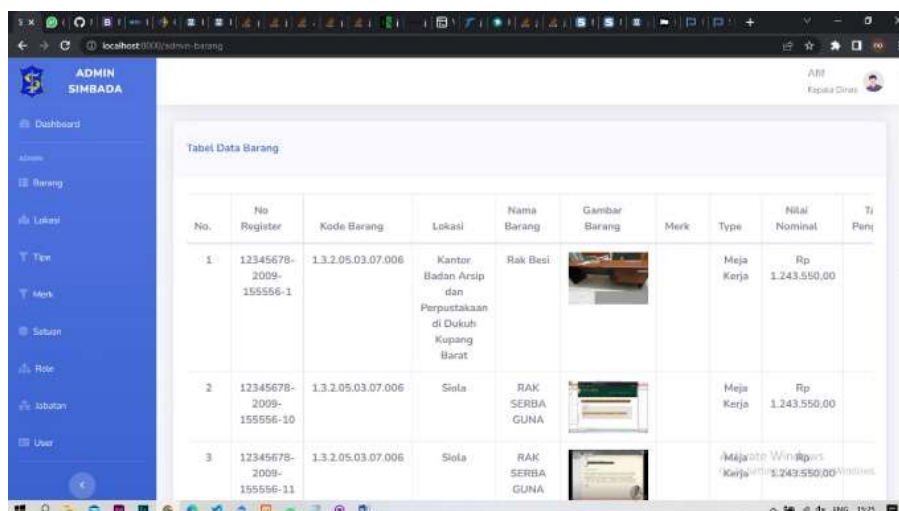 localhost:8000/admin-barang
ADMIN
SIMBADA
Afif
Kepala Dinas
Dashboard
Admin
Barang
Lokasi
Tipe
Merk
Satuan
Role
Jabatan
User
Tabel Data Barang
No.
No Register
Kode Barang
Lokasi
Nama Barang
Gambar Barang
Merk
Type
Nilai Nominal
1
12345678-
2009-
155556-1
1.3.2.05.03.07.006
Kantor
Badan Arsip
dan
Perpustakaan
di Dukuh
Kupang
Barat
Rak Besi
Meja
Kerja
Rp
1.243.550,00
2
12345678-
2009-
155556-10
1.3.2.05.03.07.006
Siola
RAK
SERBA
GUNA
Meja
Kerja
Rp
1.243.550,00
3
12345678-
2009-
155556-11
1.3.2.05.03.07.006
Siola
RAK
SERBA
GUNA
Meja
Kerja
Rp
1.243.550,00
Activate Windows
ENG 15:25